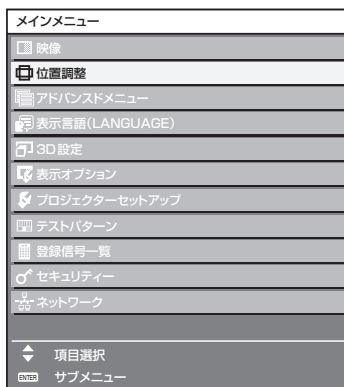 メインメニュー
映像
位置調整
アドバンスドメニュー
表示言語(LANGUAGE)
3D設定
表示オプション
プロジェクターセットアップ
テストパターン
登録信号一覧
セキュリティー
ネットワーク
項目選択
ENTER サブメニュー